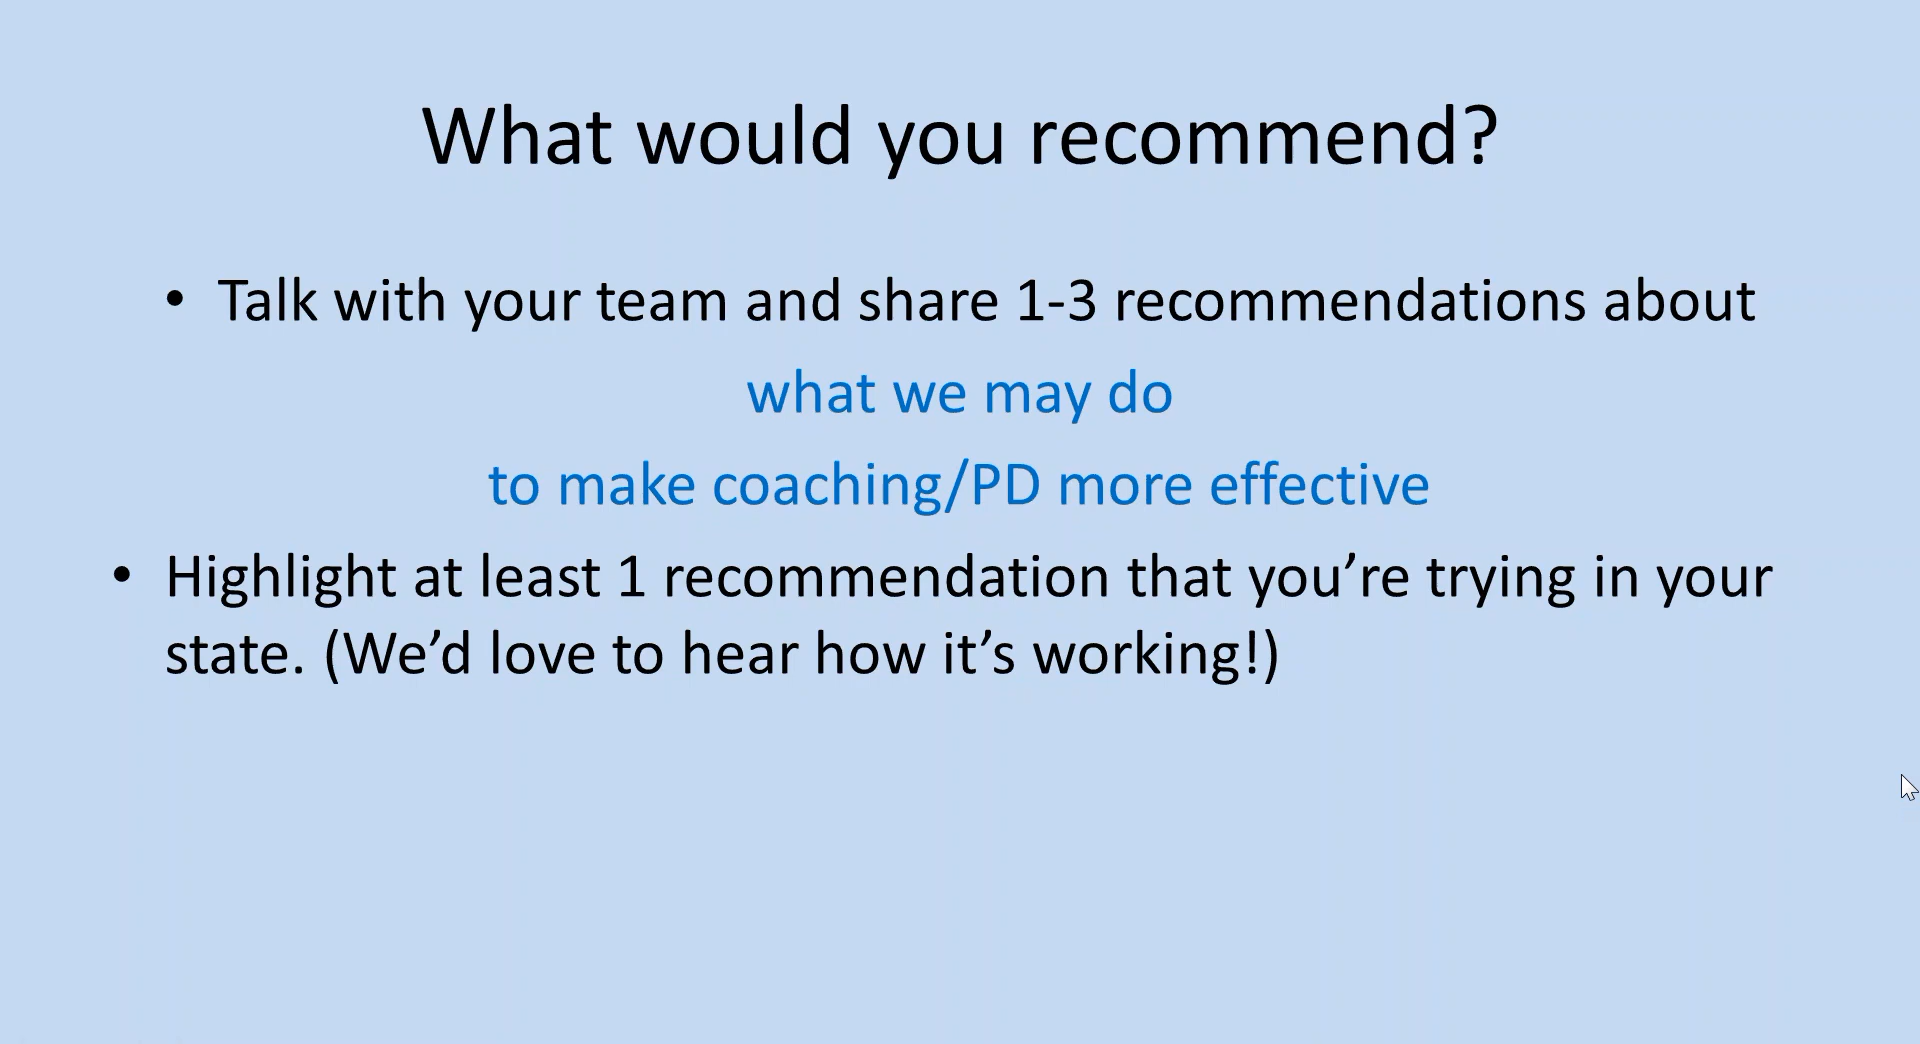 What would you recommend?
• Talk with your team and share 1-3 recommendations about
what we may do
to make coaching/PD more effective
• Highlight at least 1 recommendation that you’re trying in your
state. (We’d love to hear how it’s working!)